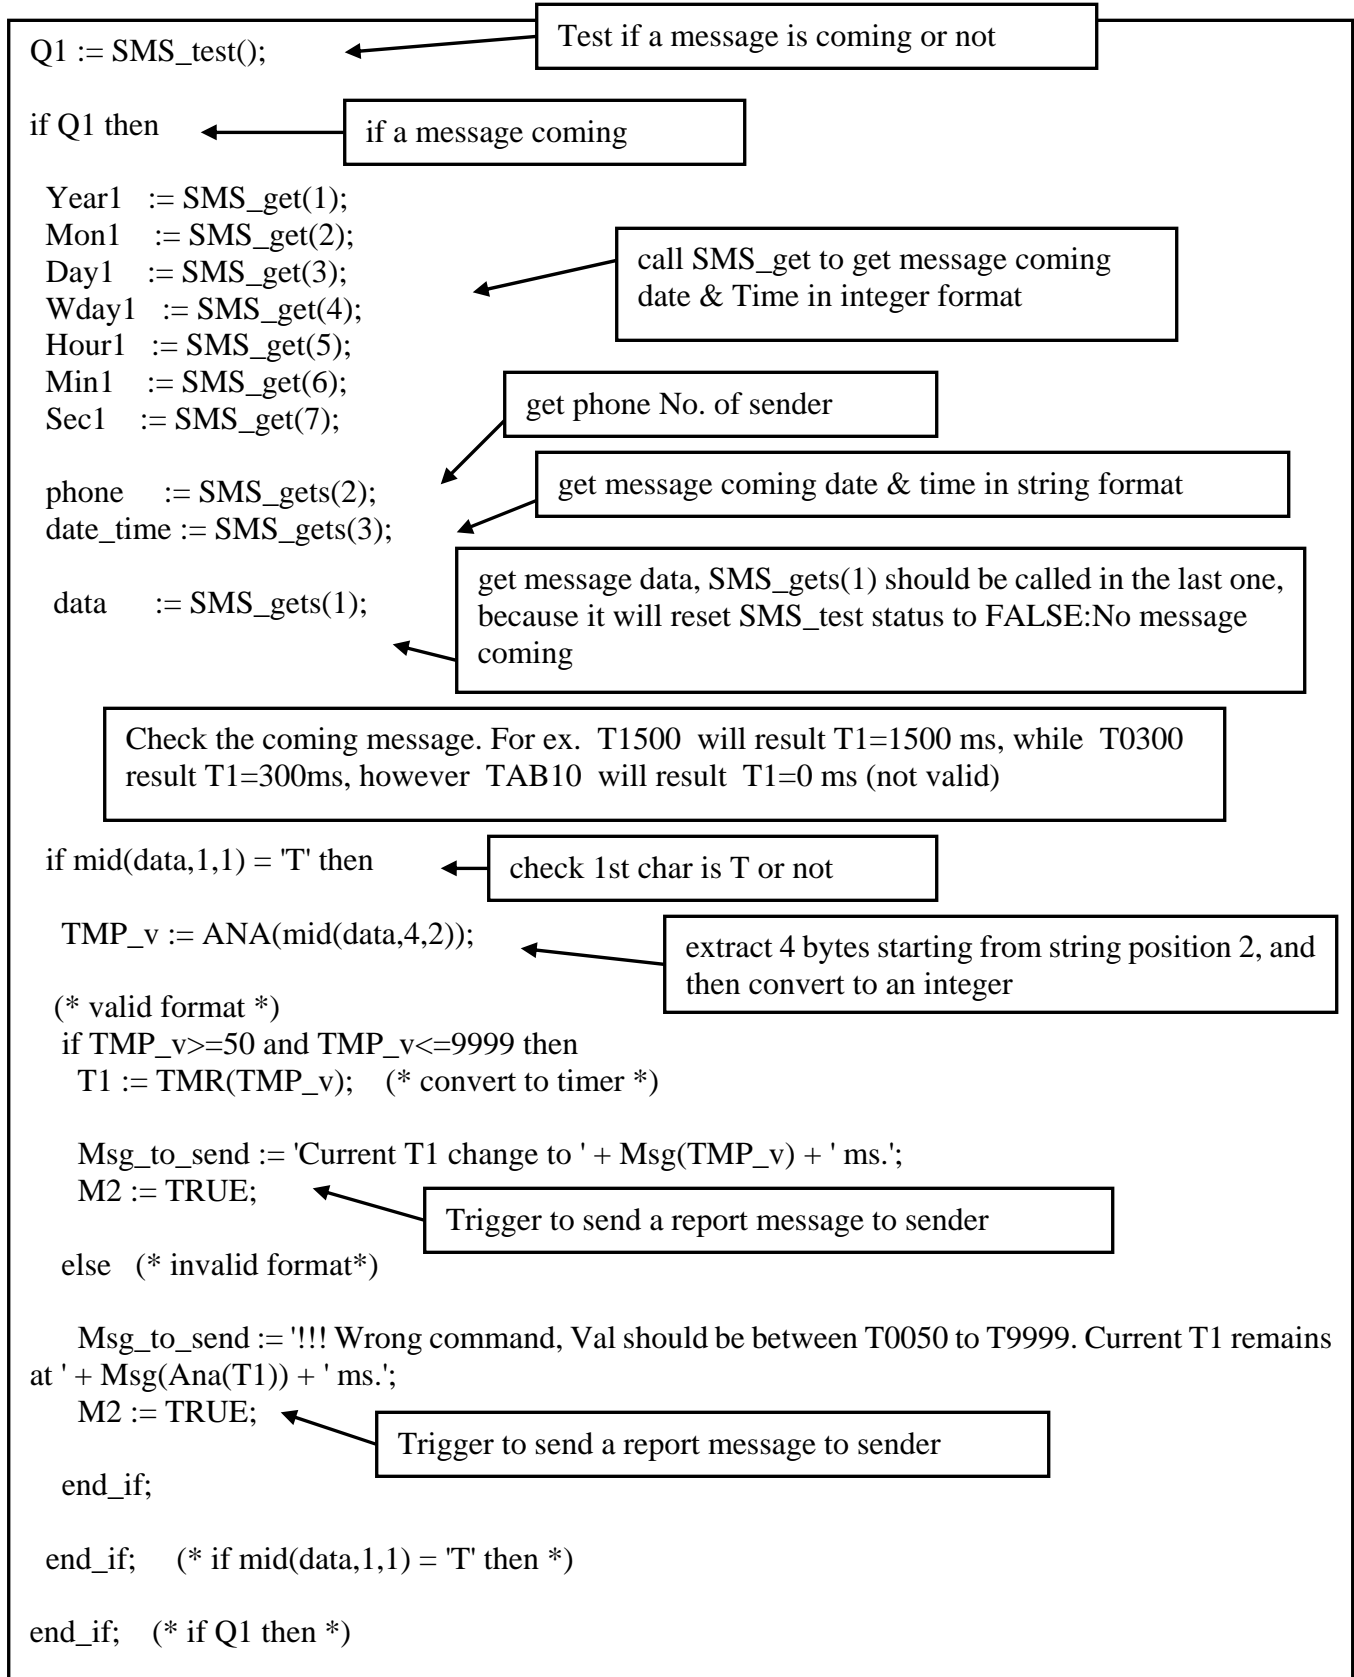 Q1 := SMS_test();
Test if a message is coming or not
if Q1 then
if a message coming
Year1 := SMS_get(1);
Mon1 := SMS_get(2);
Day1 := SMS_get(3);
Wday1 := SMS_get(4);
Hour1 := SMS_get(5);
Min1 := SMS_get(6);
Sec1 := SMS_get(7);
call SMS_get to get message coming
date & Time in integer format
get phone No. of sender
phone := SMS_gets(2);
get message coming date & time in string format
date_time := SMS_gets(3);
data := SMS_gets(1);
get message data, SMS_gets(1) should be called in the last one,
because it will reset SMS_test status to FALSE:No message
coming
Check the coming message. For ex. T1500 will result T1=1500 ms, while T0300
result T1=300ms, however TAB10 will result T1=0 ms (not valid)
if mid(data,1,1) = 'T' then
check 1st char is T or not
TMP_v := ANA(mid(data,4,2));
extract 4 bytes starting from string position 2, and
then convert to an integer
(* valid format *)
if TMP_v>=50 and TMP_v<=9999 then
T1 := TMR(TMP_v); (* convert to timer *)
Msg_to_send := 'Current T1 change to ' + Msg(TMP_v) + ' ms.';
M2 := TRUE;
Trigger to send a report message to sender
else (* invalid format*)
Msg_to_send := '!!! Wrong command, Val should be between T0050 to T9999. Current T1 remains
at ' + Msg(Ana(T1)) + ' ms.';
M2 := TRUE;
Trigger to send a report message to sender
end_if;
end_if; (* if mid(data,1,1) = 'T' then *)
end_if; (* if Q1 then *)